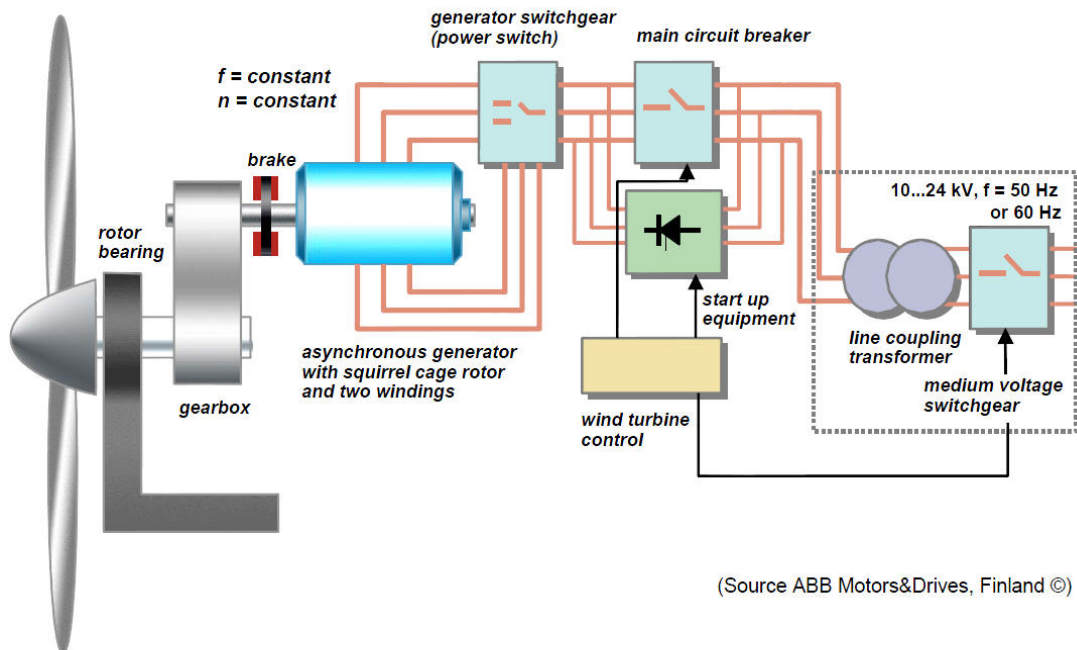 generator switchgear
(power switch)
main circuit breaker
f = constant
n = constant
brake
10...24 kV, f = 50 Hz
or 60 Hz
rotor
bearing
start up
equipment
line coupling
transformer
asynchronous generator
with squirrel cage rotor
and two windings
gearbox
medium voltage
switchgear
wind turbine
control
(Source ABB Motors&Drives, Finland ©)